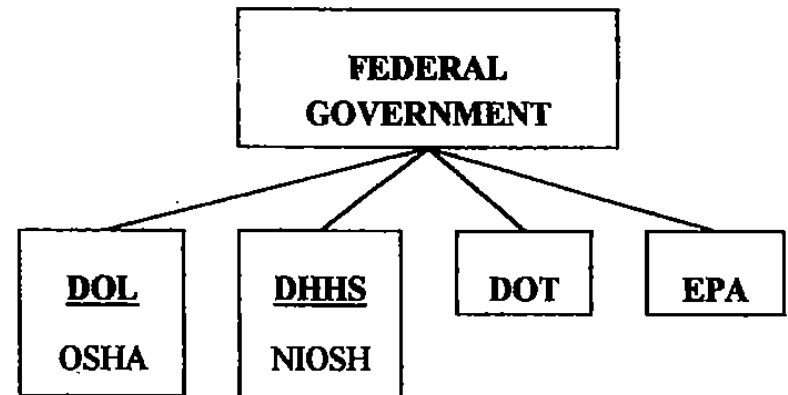 FEDERAL
GOVERNMENT
DOL
OSHA
DHHS
NIOSH
DOT
EPA